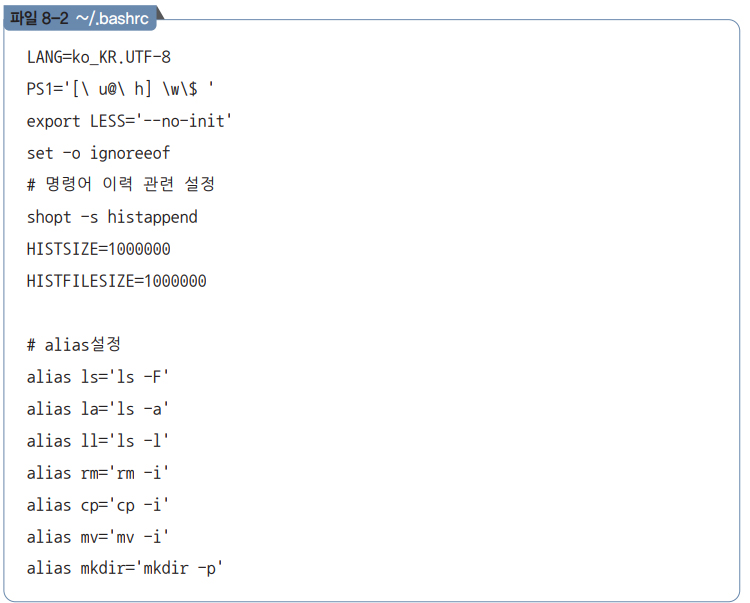 파일 8-2 ~/.bashrc
LANG=ko_KR.UTF-8
PS1='[\ u@\ h] \w\$ '
export LESS='--no-init'
set -o ignoreeof
# 명령어 이력 관련 설정
shopt -s histappend
HISTSIZE=1000000
HISTFILESIZE=1000000
# alias설정
alias ls='ls -F'
alias la='ls -a'
alias ll='ls -l'
alias rm='rm -i'
alias cp='cp -i'
alias mv='mv -i'
alias mkdir='mkdir -p'